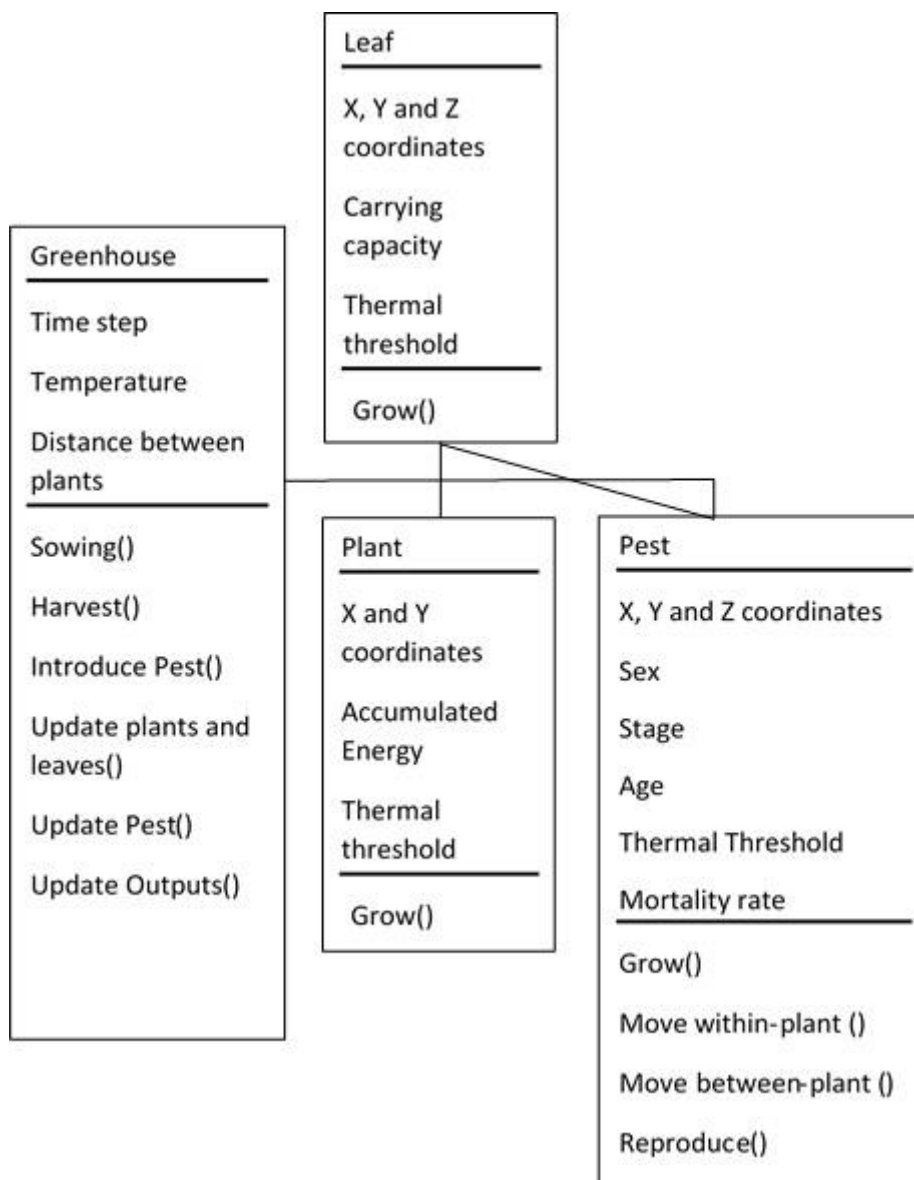 Leaf
X, Y and Z
coordinates
Carrying
capacity
Thermal
threshold
Grow()
Greenhouse
Time step
Temperature
Distance between
plants
Sowing()
Harvest()
Introduce Pest()
Update plants and
leaves()
Update Pest()
Update Outputs()
Plant
X and Y
coordinates
Accumulated
Energy
Thermal
threshold
Grow()
Pest
X, Y and Z coordinates
Sex
Stage
Age
Thermal Threshold
Mortality rate
Grow()
Move within-plant ()
Move between-plant ()
Reproduce()